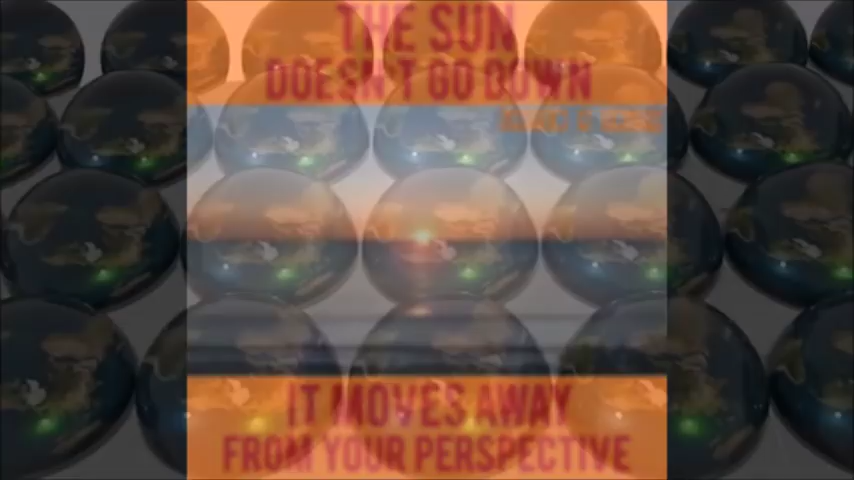 THE SUN
DOESN'T GO DOWN
IT MOVES AWAY
FROM YOUR PERSPECTIVE